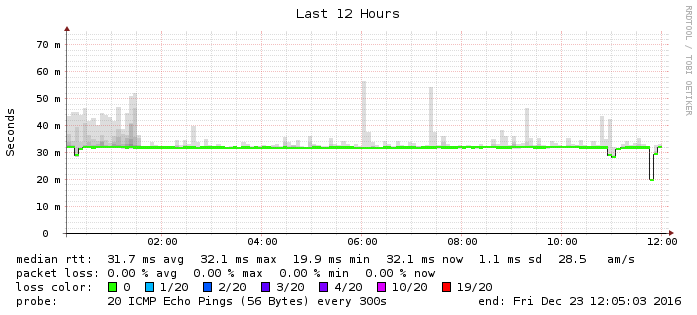 Last 12 Hours
RRDTOOL / TOBI OETIKER
Seconds
70 m
60 m
50 m
40 m
30 m
20 m
10 m
0
02:00 04:00 06:00 08:00 10:00 12:00
median rtt: 31.7 ms avg 32.1 ms max 19.9 ms min 32.1 ms now 1.1 ms sd 28.5 am/s
packet loss: 0.00 % avg 0.00 % max 0.00 % min 0.00 % now
loss color: 0 1/20 2/20 3/20 4/20 10/20 19/20
probe: 20 ICMP Echo Pings (56 Bytes) every 300s end: Fri Dec 23 12:05:03 2016